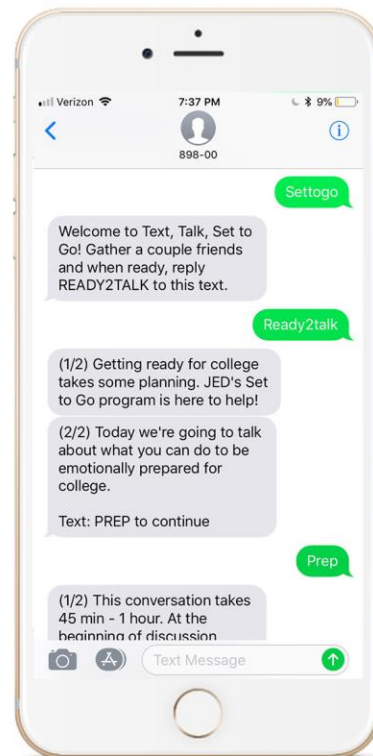 Verizon 7:37 PM 9%
898-00
Settogo
Welcome to Text, Talk, Set to
Go! Gather a couple friends
and when ready, reply
READY2TALK to this text.
Ready2talk
(1/2) Getting ready for college
takes some planning. JED's Set
to Go program is here to help!
(2/2) Today we're going to talk
about what you can do to be
emotionally prepared for
college.
Text: PREP to continue
Prep
(1/2) This conversation takes
45 min - 1 hour. At the
beginning of discussion
Text Message